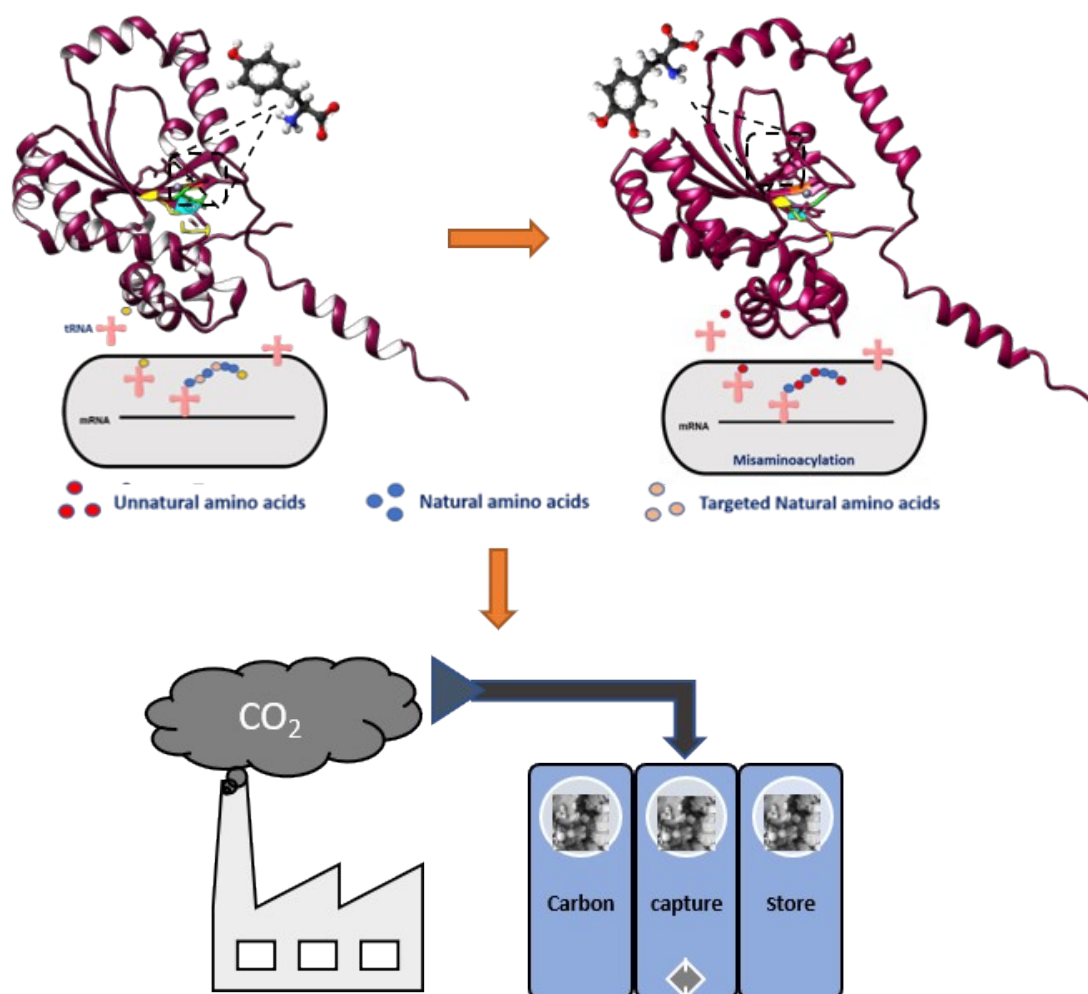 tRNA
mRNA
mRNA
Misaminoacylation
Unnatural amino acids
Natural amino acids
Targeted Natural amino acids
CO₂
Carbon
capture
Store